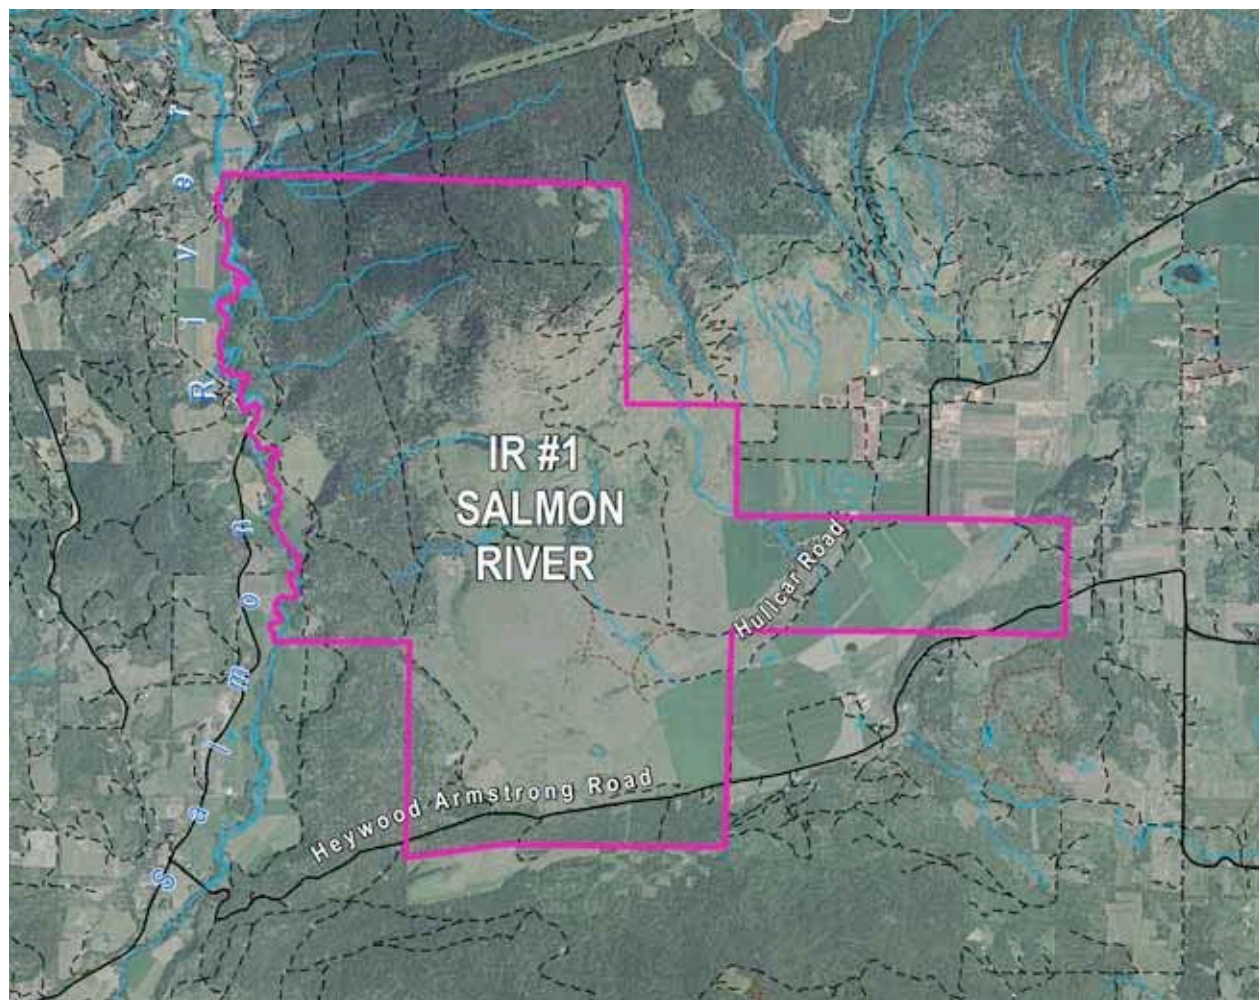 IR #1
SALMON
RIVER
Hullcar Road
Heywood Armstrong Road
Salmon River